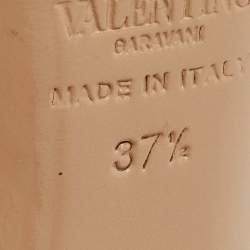 VALENTINO
GARAVANI
MADE IN ITALY
37½